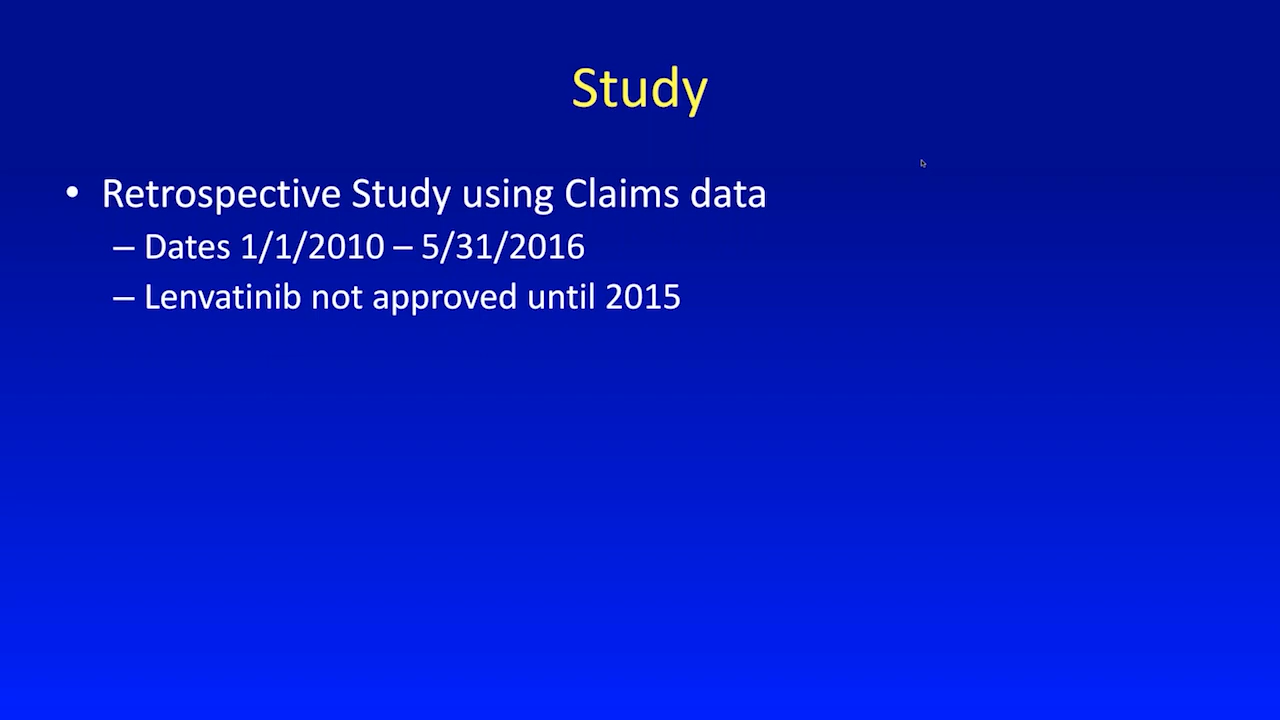 Study
• Retrospective Study using Claims data
– Dates 1/1/2010 – 5/31/2016
– Lenvatinib not approved until 2015